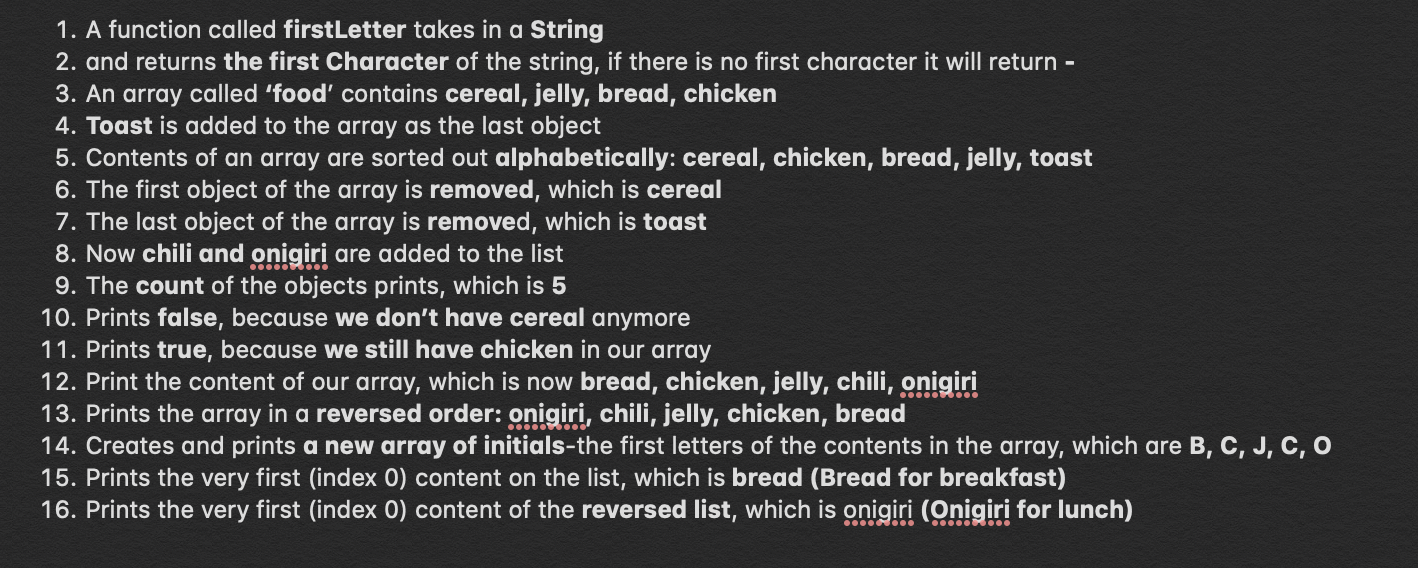 1. A function called firstLetter takes in a String
2. and returns the first Character of the string, if there is no first character it will return -
3. An array called ‘food’ contains cereal, jelly, bread, chicken
4. Toast is added to the array as the last object
5. Contents of an array are sorted out alphabetically: cereal, chicken, bread, jelly, toast
6. The first object of the array is removed, which is cereal
7. The last object of the array is removed, which is toast
8. Now chili and onigiri are added to the list
9. The count of the objects prints, which is 5
10. Prints false, because we don’t have cereal anymore
11. Prints true, because we still have chicken in our array
12. Print the content of our array, which is now bread, chicken, jelly, chili, onigiri
13. Prints the array in a reversed order: onigiri, chili, jelly, chicken, bread
14. Creates and prints a new array of initials-the first letters of the contents in the array, which are B, C, J, C, O
15. Prints the very first (index 0) content on the list, which is bread (Bread for breakfast)
16. Prints the very first (index 0) content of the reversed list, which is onigiri (Onigiri for lunch)